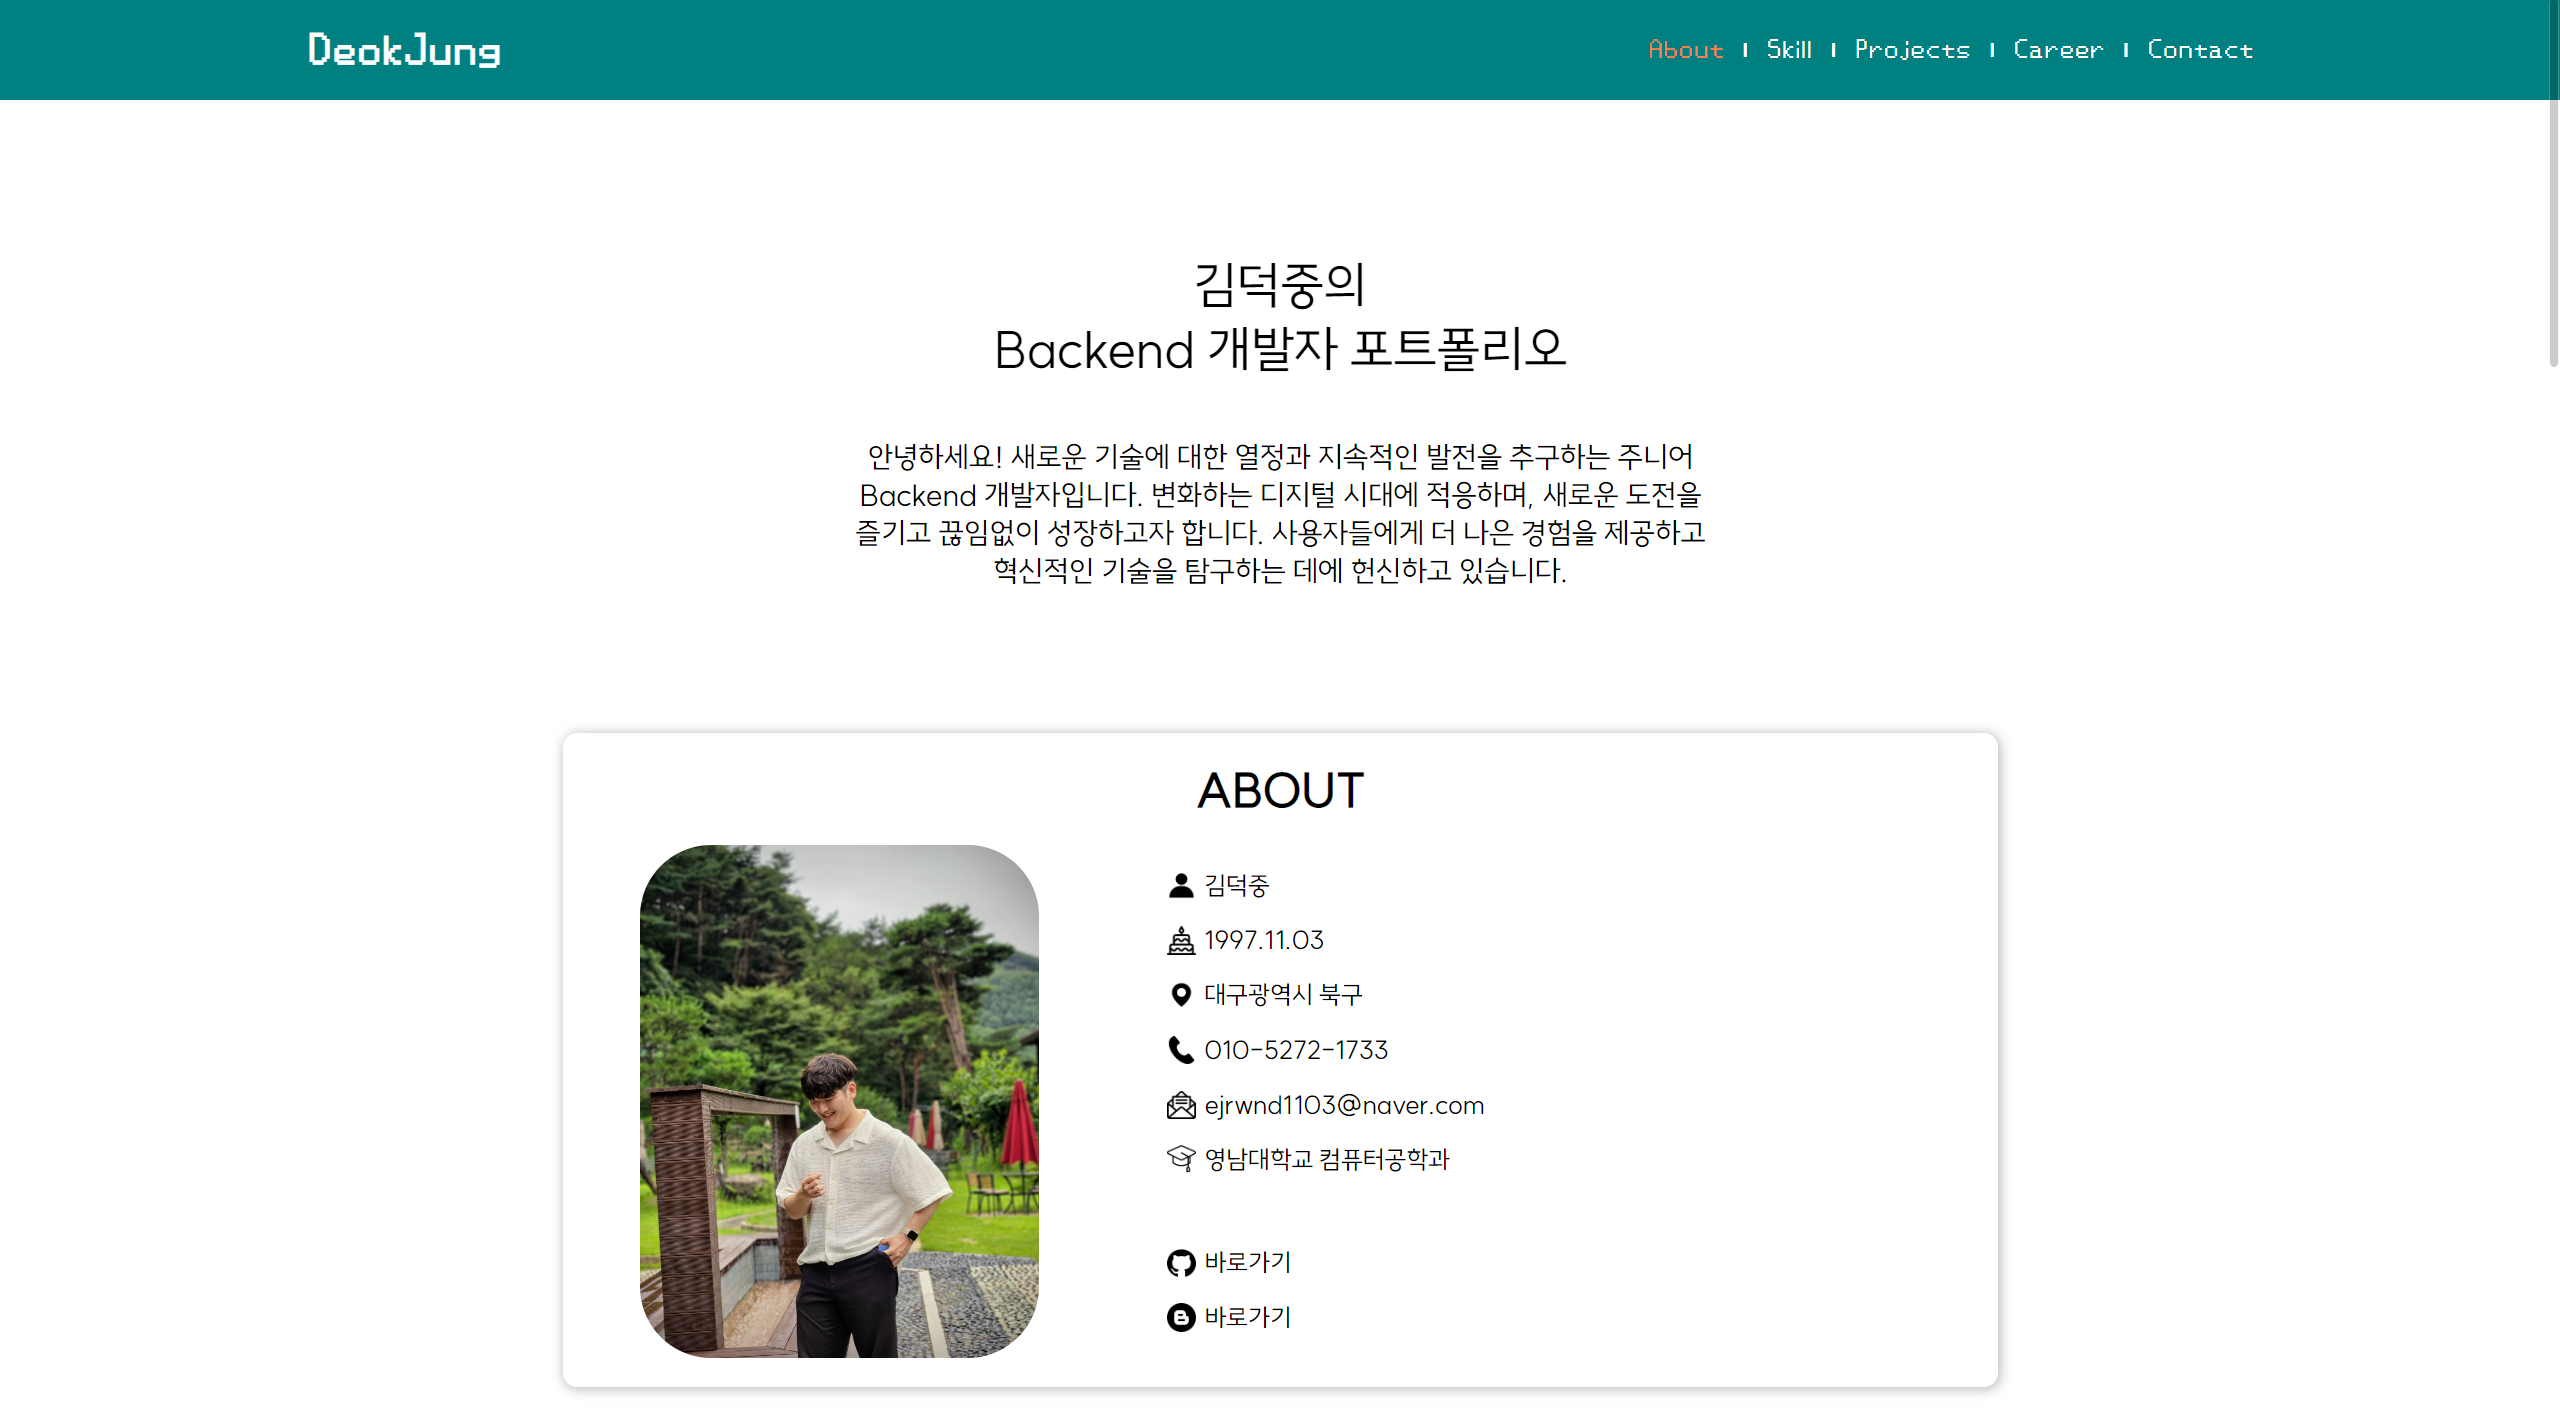 DeokJung
About | Skill | Projects | Career | Contact
김덕중의
Backend 개발자 포트폴리오
안녕하세요! 새로운 기술에 대한 열정과 지속적인 발전을 추구하는 주니어
Backend 개발자입니다. 변화하는 디지털 시대에 적응하며, 새로운 도전을
즐기고 끊임없이 성장하고자 합니다. 사용자들에게 더 나은 경험을 제공하고
혁신적인 기술을 탐구하는 데에 헌신하고 있습니다.
ABOUT
김덕중
1997.11.03
대구광역시 북구
010-5272-1733
ejrwnd1103@naver.com
영남대학교 컴퓨터공학과
바로가기
바로가기